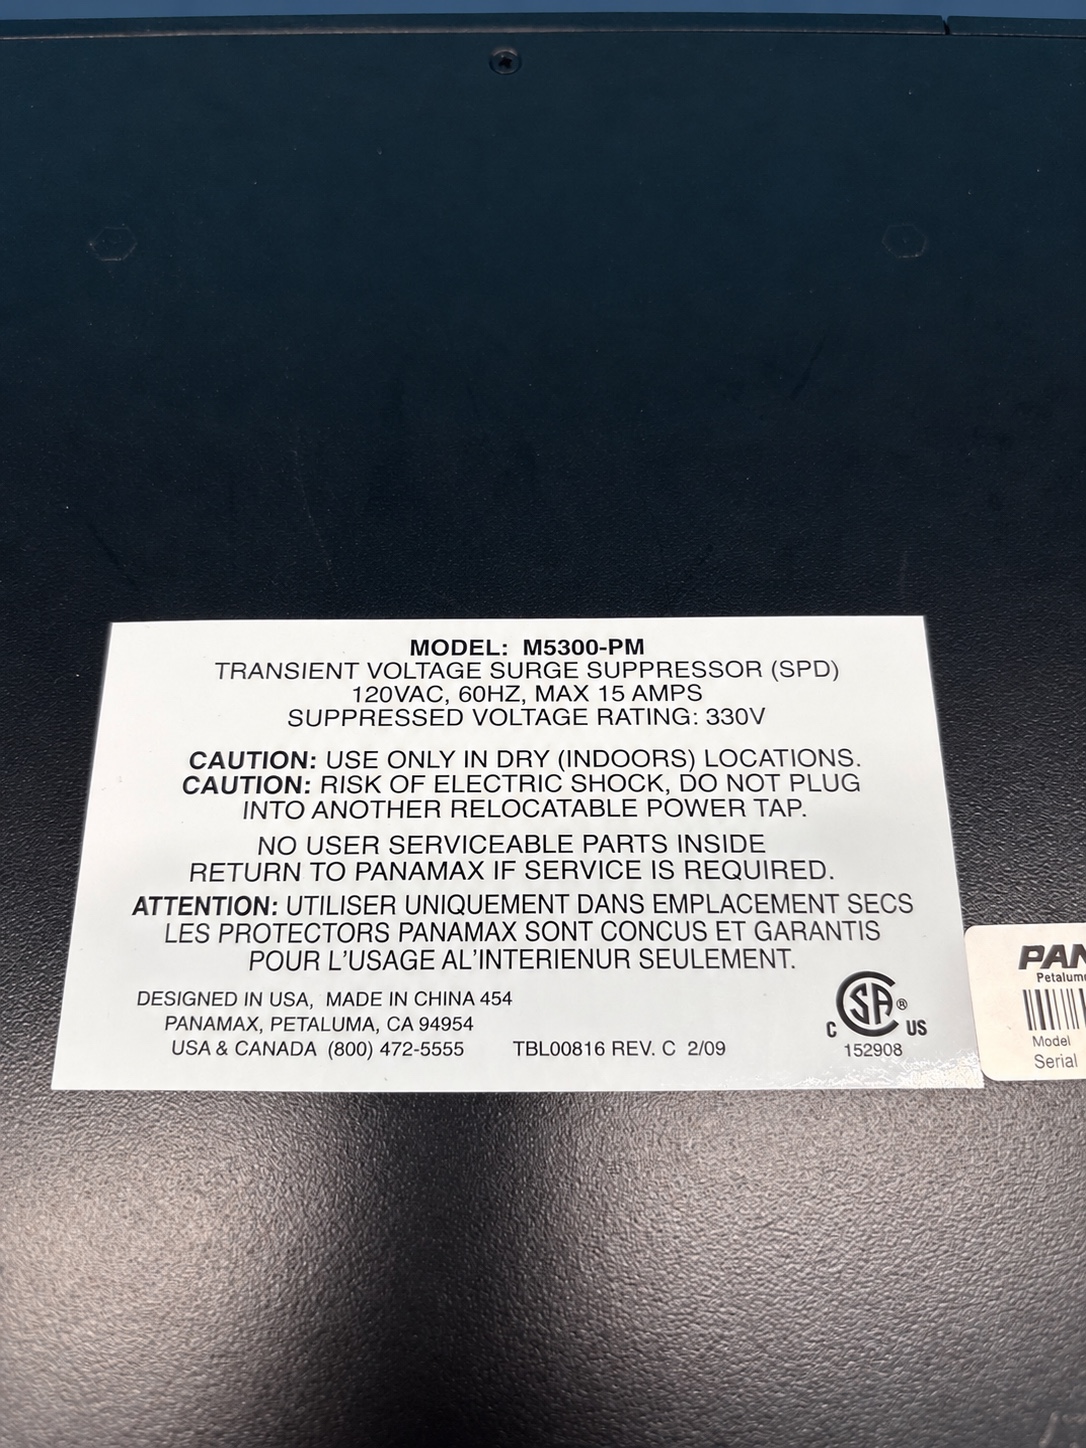 MODEL: M5300-PM
TRANSIENT VOLTAGE SURGE SUPPRESSOR (SPD)
120VAC, 60HZ, MAX 15 AMPS
SUPPRESSED VOLTAGE RATING: 330V
CAUTION: USE ONLY IN DRY (INDOORS) LOCATIONS.
CAUTION: RISK OF ELECTRIC SHOCK, DO NOT PLUG
INTO ANOTHER RELOCATABLE POWER TAP.
NO USER SERVICEABLE PARTS INSIDE
RETURN TO PANAMAX IF SERVICE IS REQUIRED.
ATTENTION: UTILISER UNIQUEMENT DANS EMPLACEMENT SECS
LES PROTECTORS PANAMAX SONT CONCUS ET GARANTIS
POUR L'USAGE AL'INTERIENUR SEULEMENT.
DESIGNED IN USA, MADE IN CHINA 454
PANAMAX, PETALUMA, CA 94954
USA & CANADA (800) 472-5555 TBL00816 REV. C 2/09
C SA® US
152908
PAN
Petalum
Model
Serial